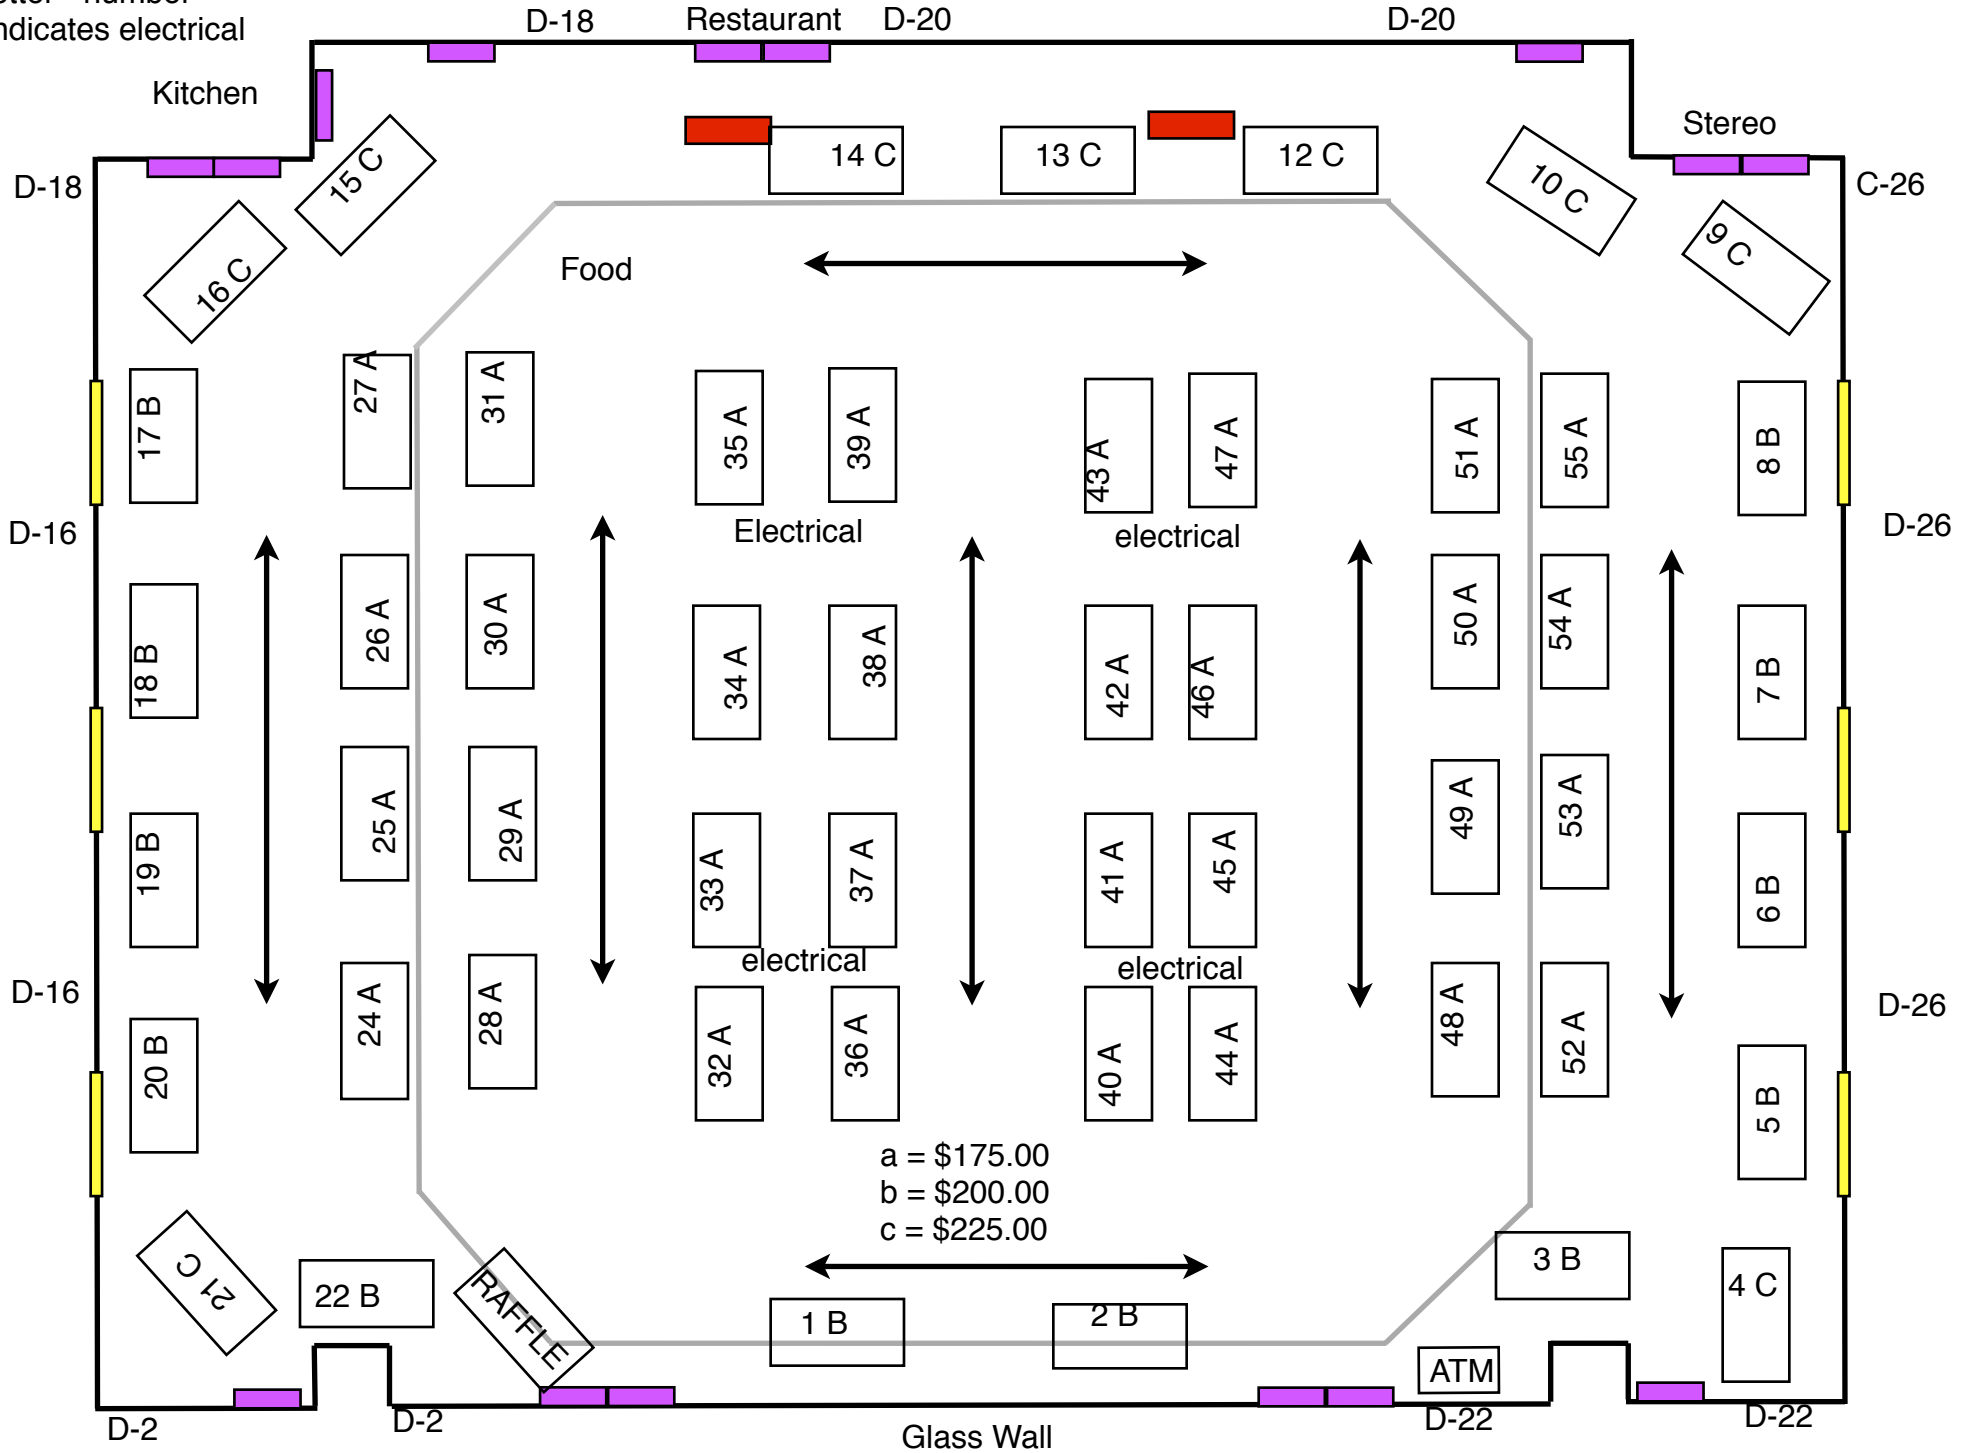 number
indicates electrical
D-18
Restaurant
D-20
D-20
Kitchen
Stereo
D-18
C-26
15 C
14 C
13 C
12 C
10 C
16 C
9 C
Food
17 B
27 A
31 A
35 A
39 A
43 A
47 A
51 A
55 A
8 B
D-16
Electrical
electrical
D-26
18 B
26 A
30 A
34 A
38 A
42 A
46 A
50 A
54 A
7 B
19 B
25 A
29 A
33 A
37 A
41 A
45 A
49 A
53 A
6 B
D-16
electrical
electrical
D-26
20 B
24 A
28 A
32 A
36 A
40 A
44 A
48 A
52 A
5 B
a = $175.00
b = $200.00
c = $225.00
21 C
22 B
RAFFLE
1 B
2 B
3 B
4 C
ATM
D-2
D-2
Glass Wall
D-22
D-22